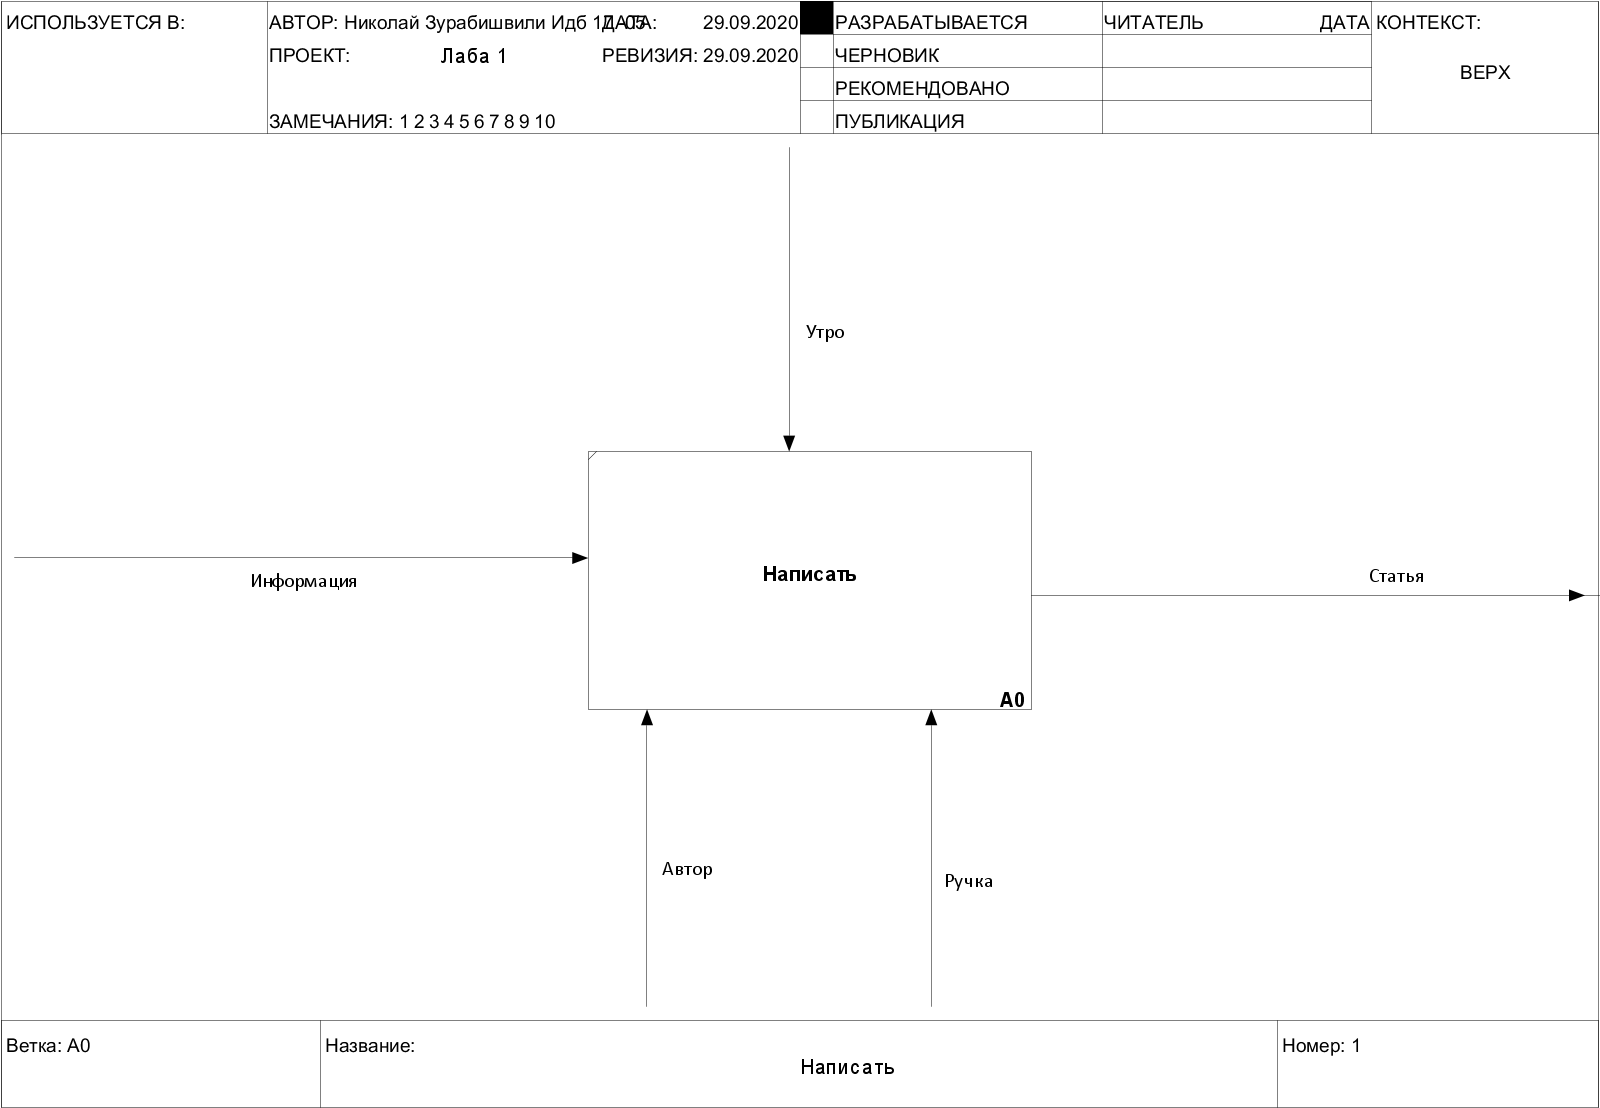 ИСПОЛЬЗУЕТСЯ В:
АВТОР: Николай Зурабишвили Идб 17-05
ДАТА: 29.09.2020
РАЗРАБАТЫВАЕТСЯ
ЧИТАТЕЛЬ
ДАТА
КОНТЕКСТ:
ПРОЕКТ: Лаба 1
РЕВИЗИЯ: 29.09.2020
ЧЕРНОВИК
ВЕРХ
РЕКОМЕНДОВАНО
ЗАМЕЧАНИЯ: 1 2 3 4 5 6 7 8 9 10
ПУБЛИКАЦИЯ
Утро
Информация
Написать
Статья
A0
Автор
Ручка
Ветка: A0
Название:
Написать
Номер: 1